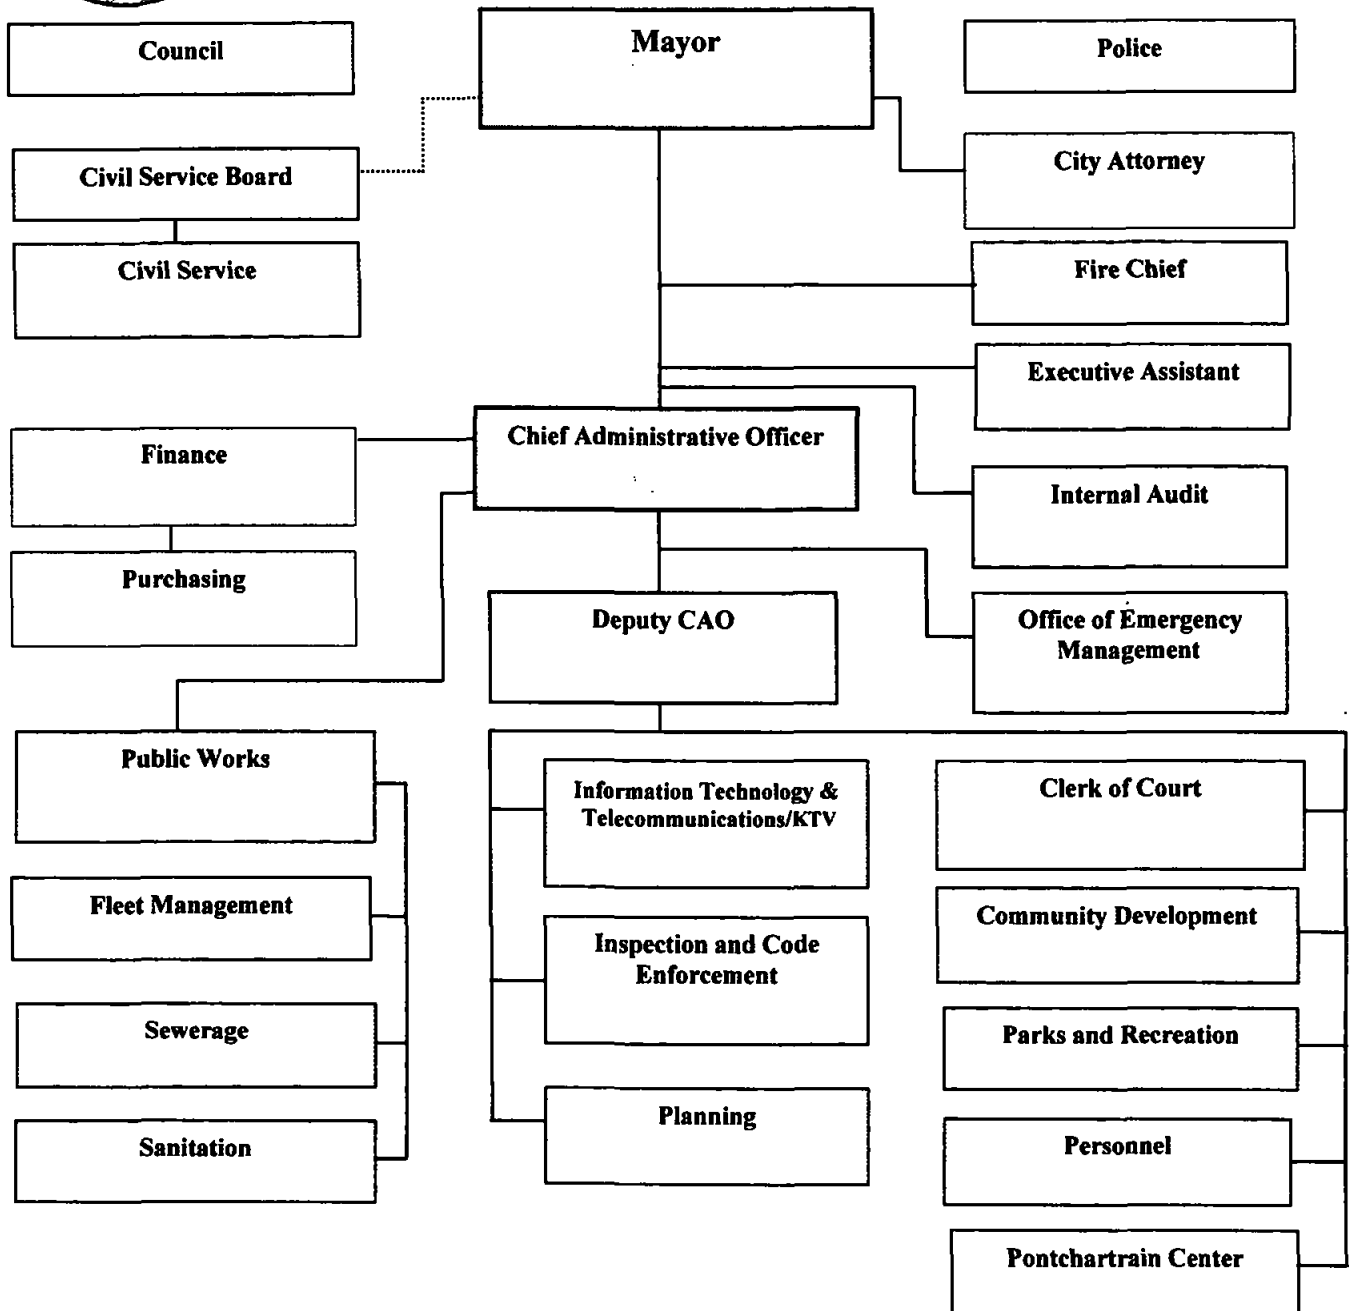 Mayor
Council
Police
Civil Service Board
City Attorney
Civil Service
Fire Chief
Executive Assistant
Chief Administrative Officer
Finance
Internal Audit
Purchasing
Deputy CAO
Office of Emergency
Management
Public Works
Information Technology &
Telecommunications/KTV
Clerk of Court
Fleet Management
Community Development
Inspection and Code
Enforcement
Sewerage
Parks and Recreation
Planning
Sanitation
Personnel
Pontchartrain Center